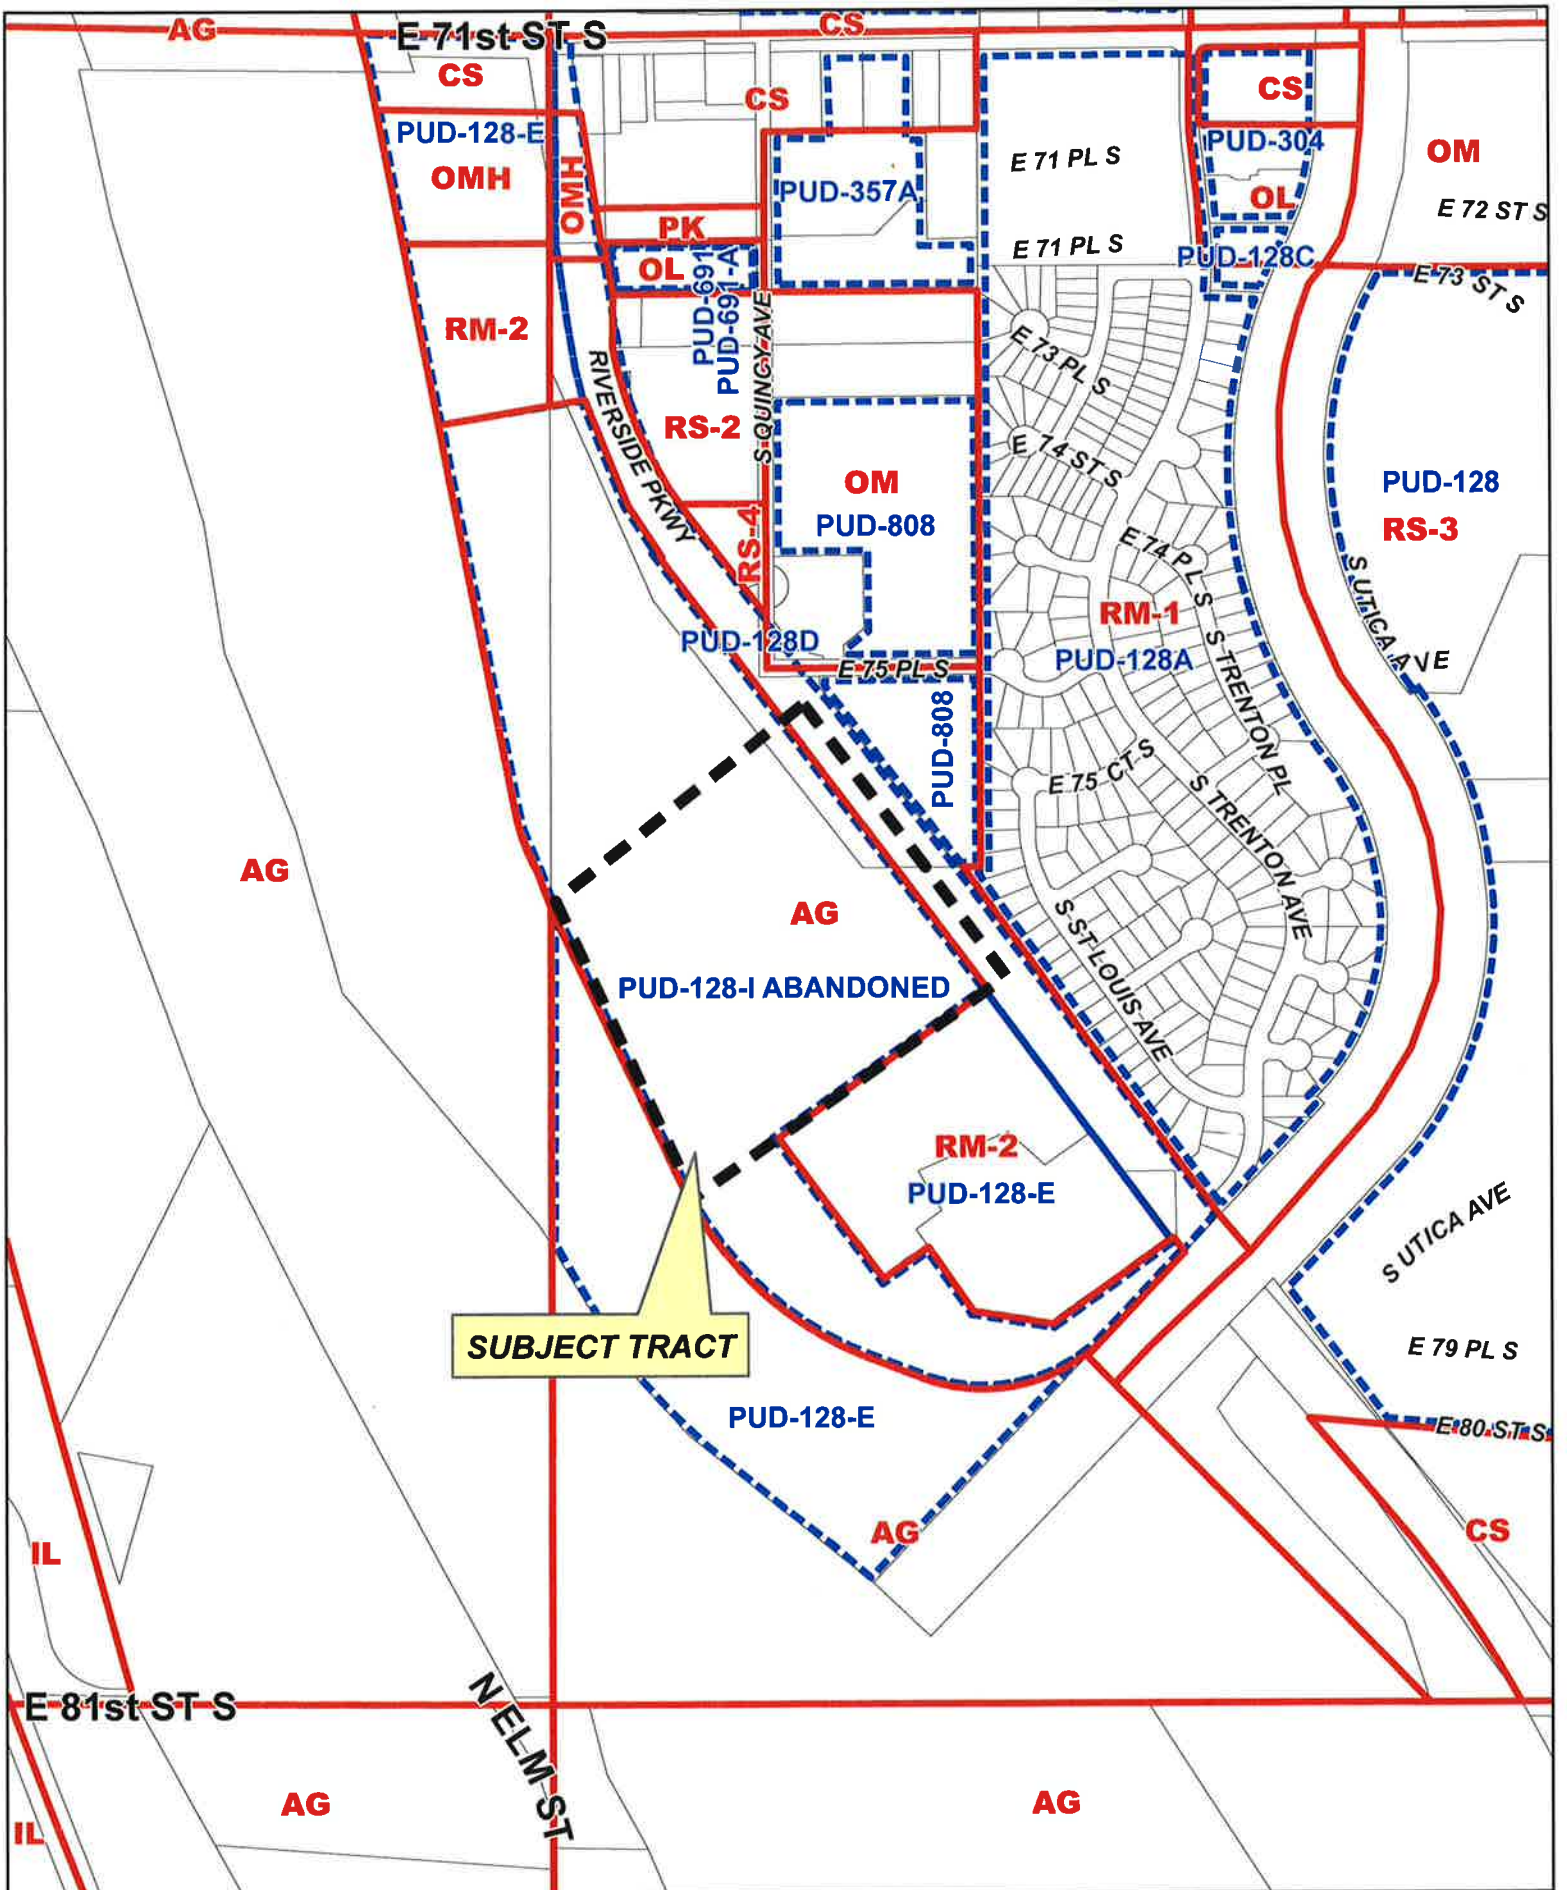 AG
E 71st ST S
CS
CS
CS
CS
PUD-128-E
OMH
OMH
PUD-357A
E 71 PL S
PUD-304
OM
OL
E 72 ST S
PK
OL
PUD-691
PUD-691-A
E 71 PL S
PUD-128C
E 73 ST S
RM-2
RIVERSIDE PKWY
S QUINCY AVE
E 73 PL S
RS-2
E 74 ST S
OM
PUD-808
PUD-128
RS-3
RS-4
E 74 PL S
S UTICA AVE
RM-1
PUD-128D
PUD-128A
E 75 PL S
S TRENTON PL
PUD-808
E 75 CT S
S TRENTON AVE
AG
AG
S ST LOUIS AVE
PUD-128-I ABANDONED
RM-2
PUD-128-E
S UTICA AVE
SUBJECT TRACT
E 79 PL S
PUD-128-E
E 80 ST S
AG
CS
IL
E 81st ST S
N ELM ST
AG
AG
IL